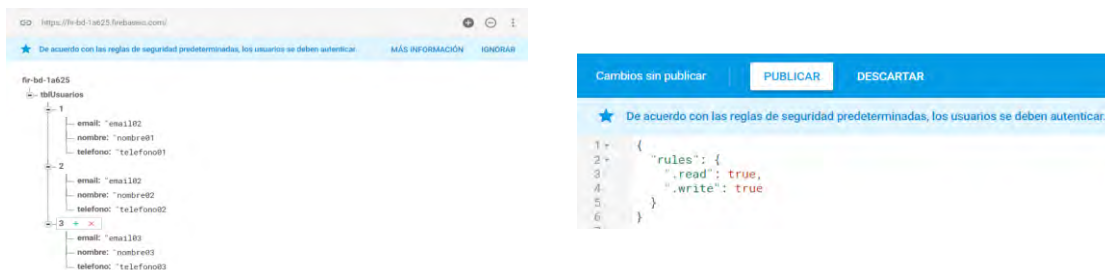 https://fir-bd-1a625.firebaseio.com/
De acuerdo con las reglas de seguridad predeterminadas, los usuarios se deben autenticar. MÁS INFORMACIÓN IGNORAR
fir-bd-1a625
tblUsuarios
1
email: "email02
nombre: "nombre01
telefono: "telefono01
2
email: "email02
nombre: "nombre02
telefono: "telefono02
3 + ×
email: "email03
nombre: "nombre03
telefono: "telefono03
Cambios sin publicar PUBLICAR DESCARTAR
De acuerdo con las reglas de seguridad predeterminadas, los usuarios se deben autenticar.
1 {
2 "rules": {
3 ".read": true,
4 ".write": true
5 }
6 }